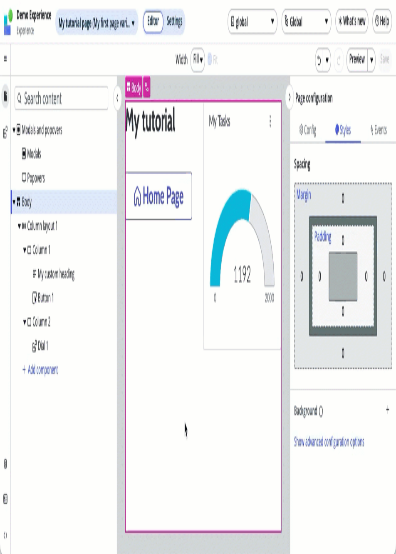 Demo Experience
Experience
My tutorial page (My first page vari...
Editor
Settings
global
Global
What's new
Help
Width
Fill
Fit
Preview
Save
Search content
Modals and popovers
Modals
Popovers
Body
Column layout 1
Column 1
My custom heading
Button 1
Column 2
Dial 1
+ Add component
Body
My tutorial
Home Page
My Tasks
1192
0
2000
Page configuration
Config
Styles
Events
Spacing
Margin
0
Padding
0
0
0
0
0
0
0
Background
+
Show advanced configuration options